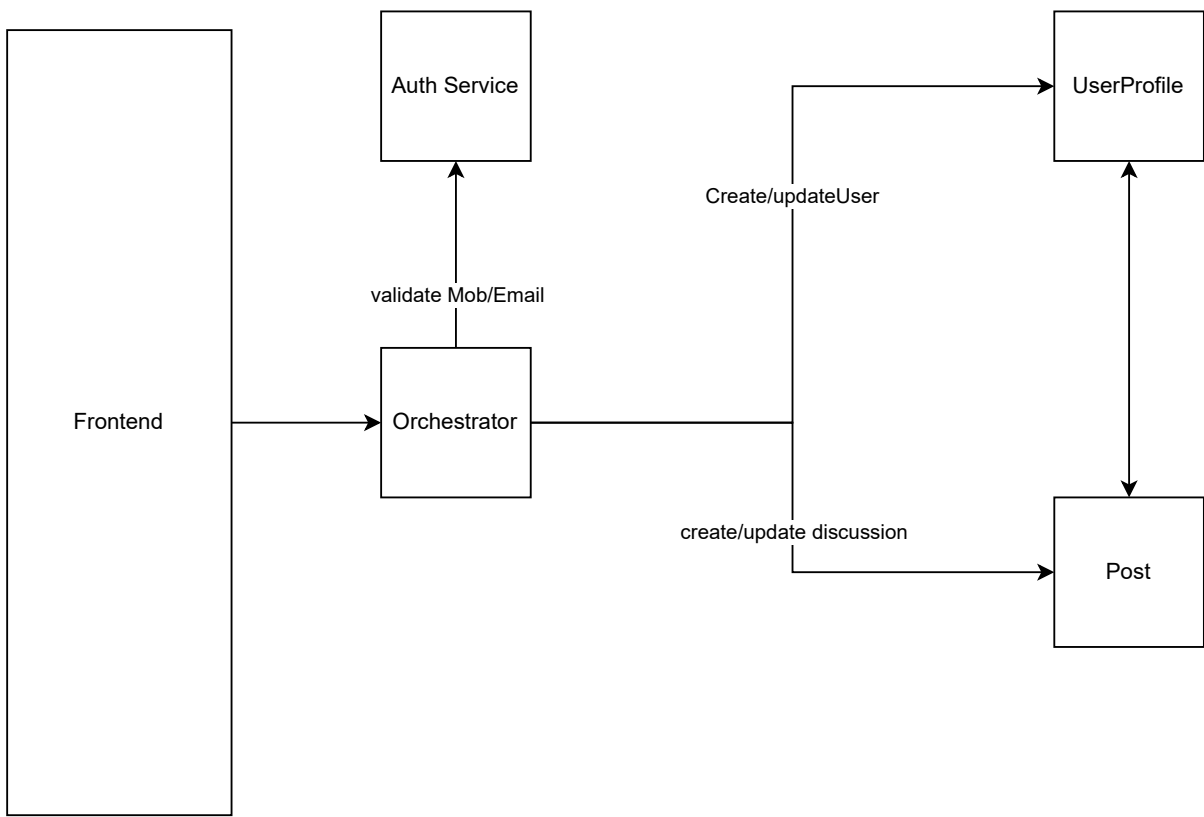 Auth Service
UserProfile
Create/updateUser
validate Mob/Email
Frontend
Orchestrator
create/update discussion
Post